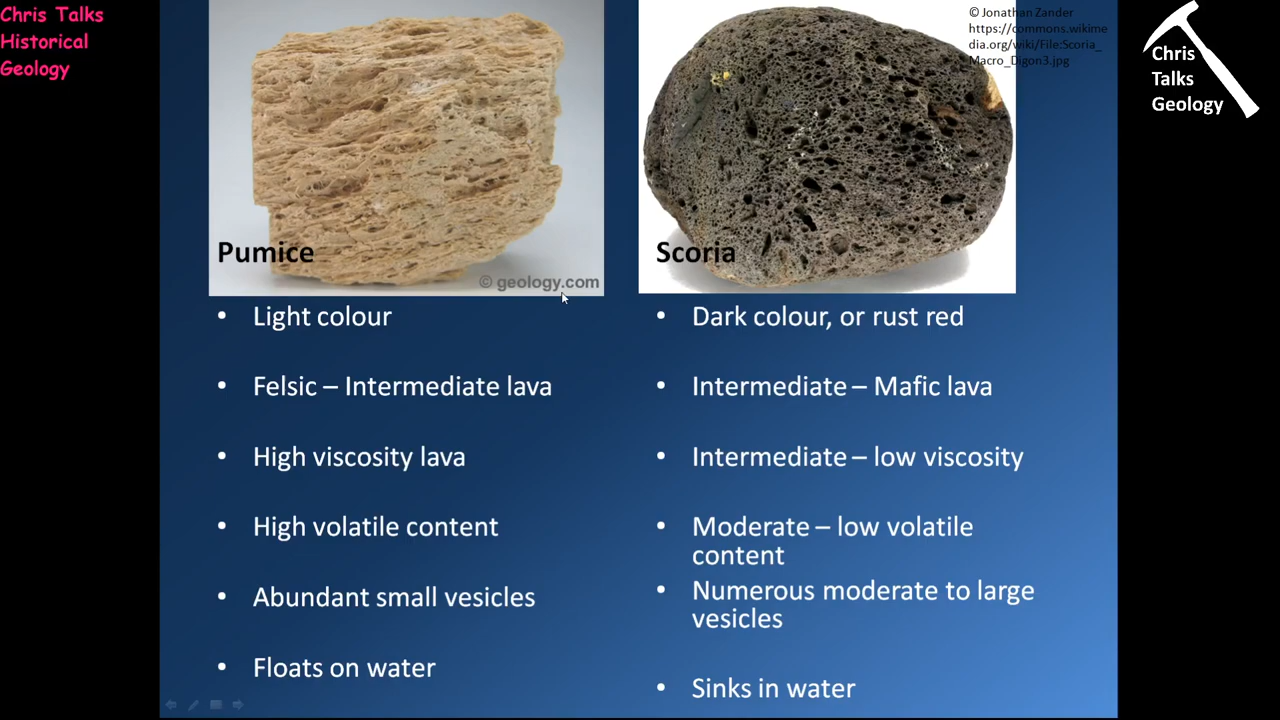 Chris Talks
Historical
Geology
© Jonathan Zander
https://commons.wikime
dia.org/wiki/File:Scoria_
Macro_Digon3.jpg
Chris
Talks
Geology
Pumice
© geology.com
Scoria
• Light colour
• Felsic – Intermediate lava
• High viscosity lava
• High volatile content
• Abundant small vesicles
• Floats on water
• Dark colour, or rust red
• Intermediate – Mafic lava
• Intermediate – low viscosity
• Moderate – low volatile
content
• Numerous moderate to large
vesicles
• Sinks in water